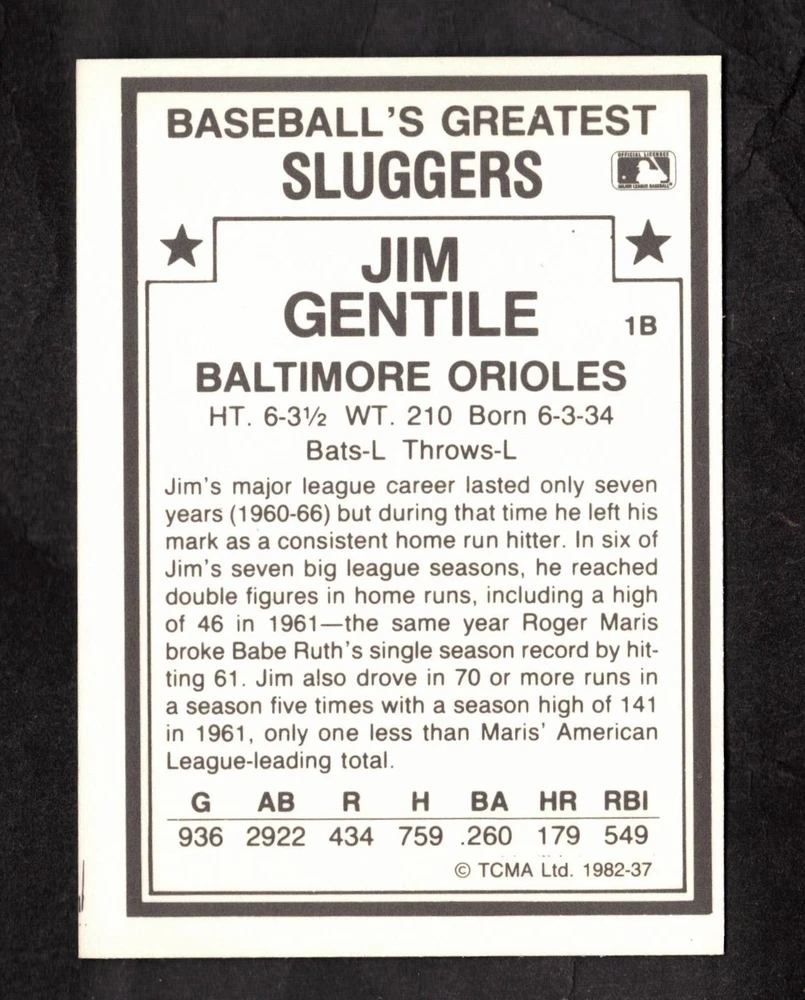 BASEBALL'S GREATEST
SLUGGERS
OFFICIAL LICENSEE
MAJOR LEAGUE BASEBALL
JIM
GENTILE
1B
BALTIMORE ORIOLES
HT. 6-3½ WT. 210 Born 6-3-34
Bats-L Throws-L
Jim's major league career lasted only seven
years (1960-66) but during that time he left his
mark as a consistent home run hitter. In six of
Jim's seven big league seasons, he reached
double figures in home runs, including a high
of 46 in 1961—the same year Roger Maris
broke Babe Ruth's single season record by hit-
ting 61. Jim also drove in 70 or more runs in
a season five times with a season high of 141
in 1961, only one less than Maris' American
League-leading total.
G AB R H BA HR RBI
936 2922 434 759 .260 179 549
© TCMA Ltd. 1982-37